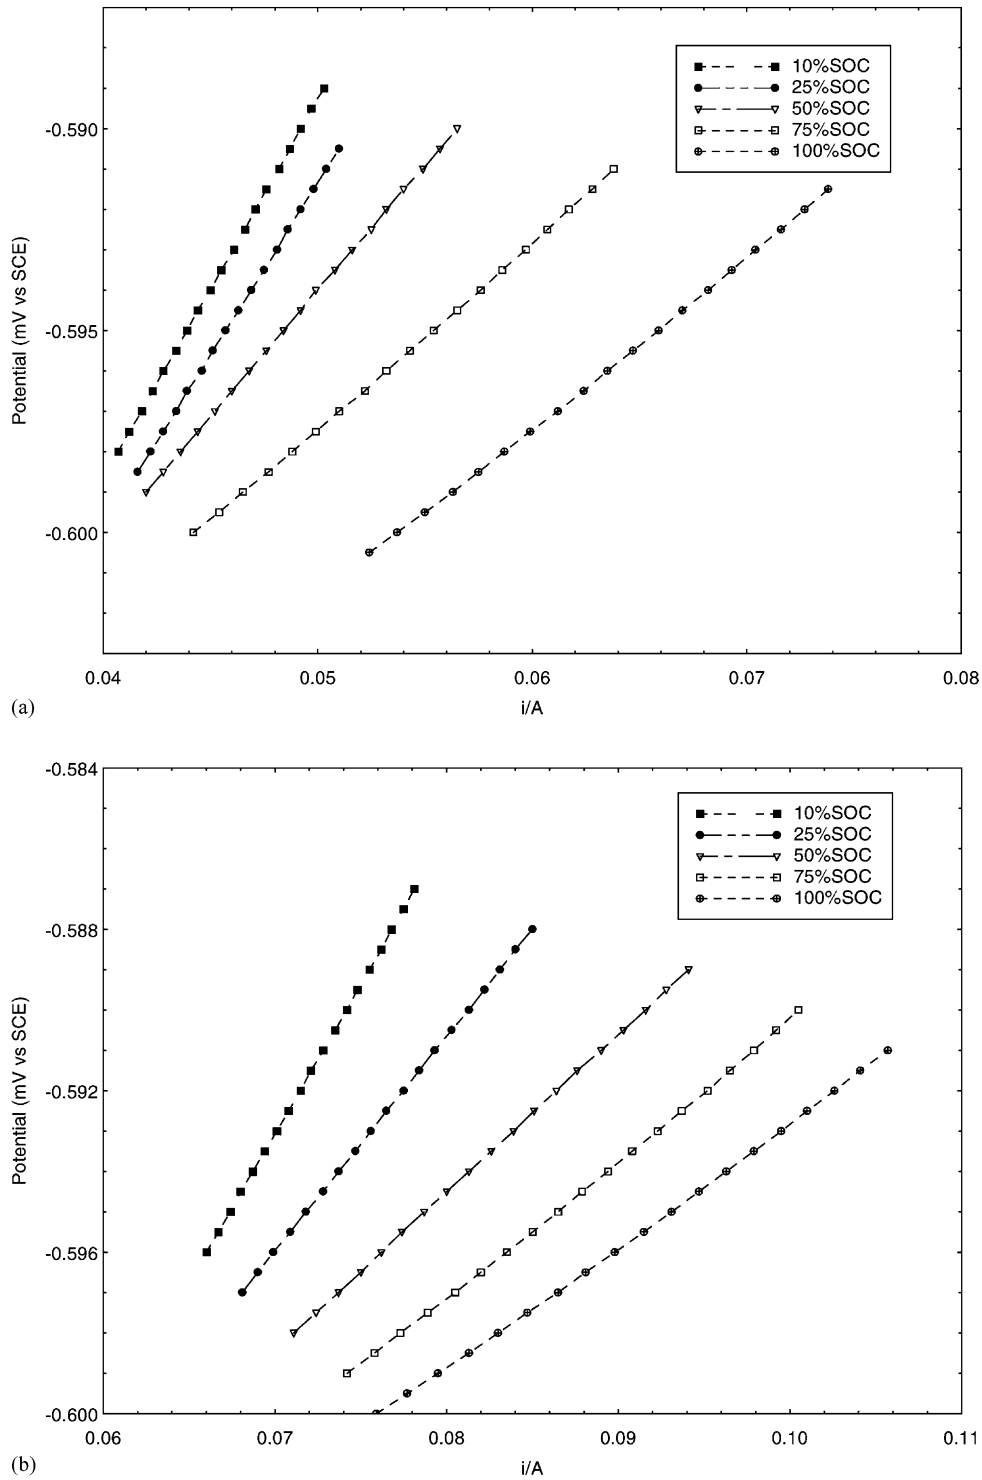 10%SOC
25%SOC
50%SOC
75%SOC
100%SOC
-0.590
-0.595
-0.600
Potential (mV vs SCE)
0.04 0.05 0.06 0.07 0.08
i/A
(a)
-0.584
10%SOC
25%SOC
50%SOC
75%SOC
100%SOC
-0.588
-0.592
-0.596
-0.600
Potential (mV vs SCE)
0.06 0.07 0.08 0.09 0.10 0.11
i/A
(b)